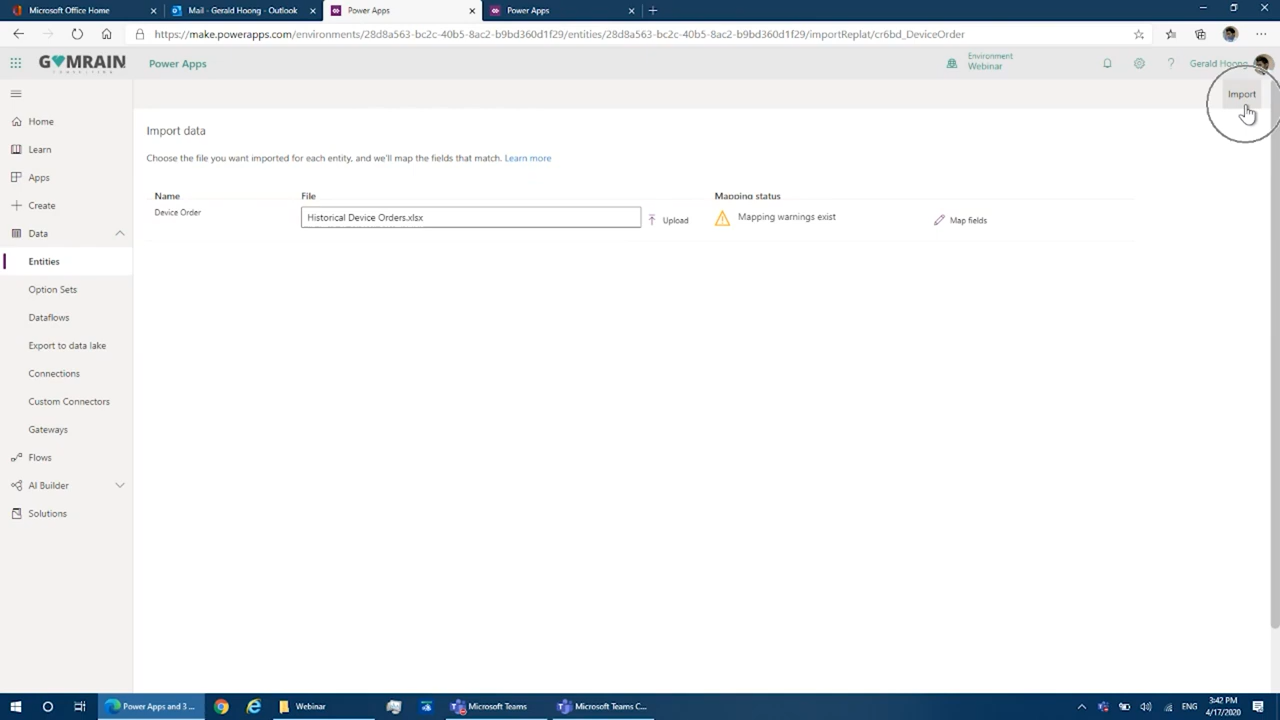 Microsoft Office Home
Mail - Gerald Hoong - Outlook
Power Apps
Power Apps
https://make.powerapps.com/environments/28d8a563-bc2c-40b5-8ac2-b9bd360d1f29/entities/28d8a563-bc2c-40b5-8ac2-b9bd360d1f29/importReplat/cr6bd_DeviceOrder
GOMRAIN
CONSULTING
Power Apps
Environment
Webinar
Gerald Hoong
Import
Home
Import data
Learn
Choose the file you want imported for each entity, and we'll map the fields that match. Learn more
Apps
Name File Mapping status
Create
Device Order Historical Device Orders.xlsx Upload Mapping warnings exist Map fields
Data
Entities
Option Sets
Dataflows
Export to data lake
Connections
Custom Connectors
Gateways
Flows
AI Builder
Solutions
Power Apps and 3 ...
Webinar
Microsoft Teams
Microsoft Teams C...
ENG
3:42 PM
4/17/2020